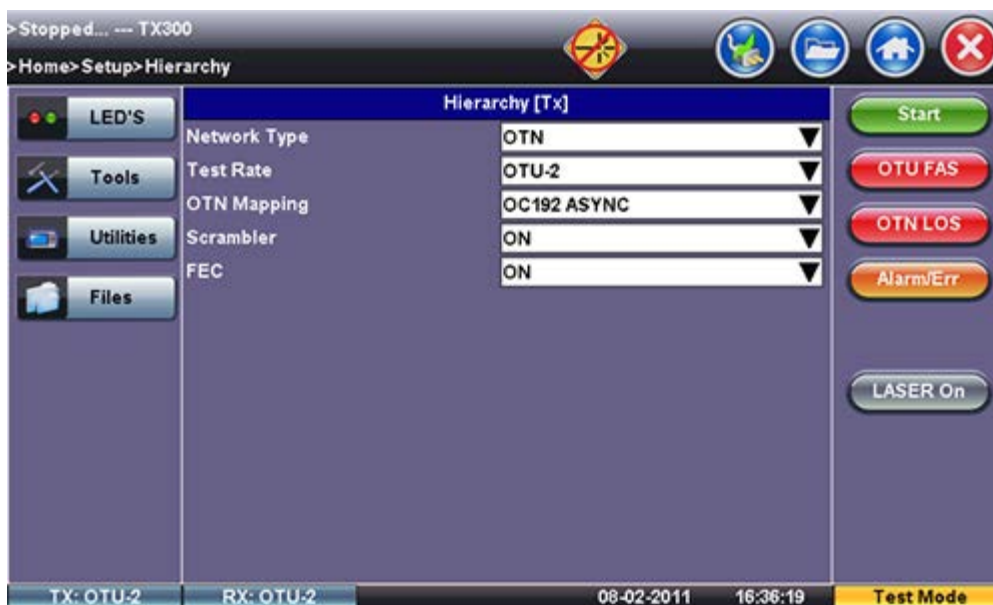 >Stopped... --- TX300
>Home>Setup>Hierarchy
LED'S
Tools
Utilities
Files
Hierarchy [Tx]
Network Type OTN
Test Rate OTU-2
OTN Mapping OC192 ASYNC
Scrambler ON
FEC ON
Start
OTU FAS
OTN LOS
Alarm/Err
LASER On
TX: OTU-2 RX: OTU-2 08-02-2011 16:36:19 Test Mode